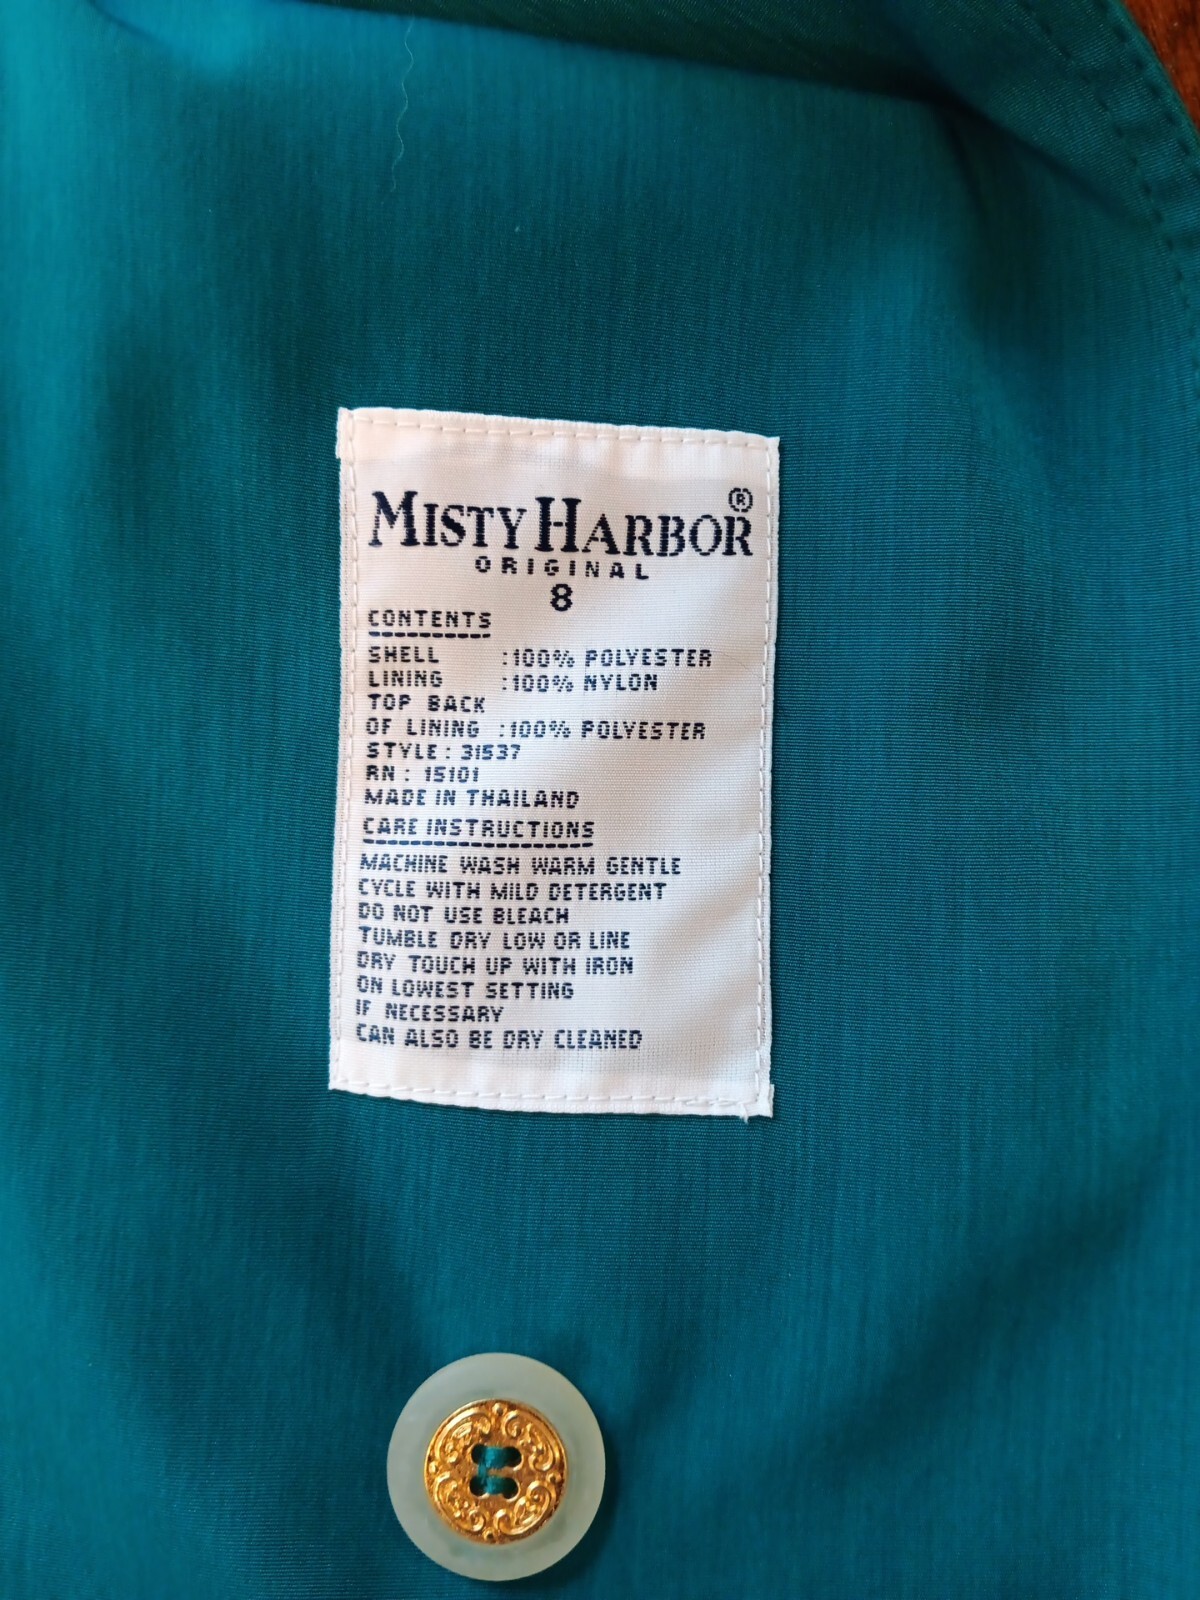 MISTY HARBOR®
ORIGINAL
8
CONTENTS
SHELL :100% POLYESTER
LINING :100% NYLON
TOP BACK
OF LINING :100% POLYESTER
STYLE: 31537
RN: 15101
MADE IN THAILAND
CARE INSTRUCTIONS
MACHINE WASH WARM GENTLE
CYCLE WITH MILD DETERGENT
DO NOT USE BLEACH
TUMBLE DRY LOW OR LINE
DRY TOUCH UP WITH IRON
ON LOWEST SETTING
IF NECESSARY
CAN ALSO BE DRY CLEANED